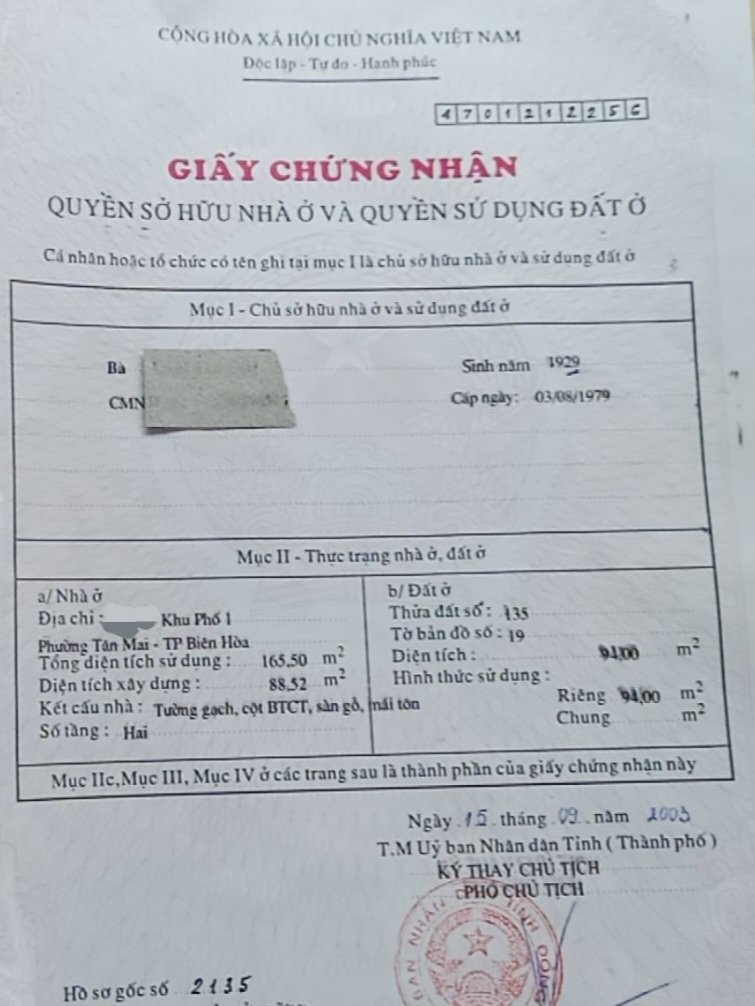 CỘNG HÒA XÃ HỘI CHỦ NGHĨA VIỆT NAM
Độc lập - Tự do - Hạnh phúc
470121225C
GIẤY CHỨNG NHẬN
QUYỀN SỞ HỮU NHÀ Ở VÀ QUYỀN SỬ DỤNG ĐẤT Ở
Cá nhân hoặc tổ chức có tên ghi tại mục I là chủ sở hữu nhà ở và sử dụng đất ở
Mục I - Chủ sở hữu nhà ở và sử dụng đất ở
Bà Sinh năm 1929
CMN Cấp ngày: 03/08/1979
Mục II - Thực trạng nhà ở, đất ở
a/ Nhà ở
Địa chỉ : Khu Phố 1
Phường Tân Mai - TP Biên Hòa
Tổng diện tích sử dụng : 165,50 m²
Diện tích xây dựng : 88,52 m²
Kết cấu nhà : Tường gạch, cột BTCT, sàn gỗ, mái tôn
Số tầng : Hai
b/ Đất ở
Thửa đất số : 135
Tờ bản đồ số : 19
Diện tích : 94,00 m²
Hình thức sử dụng :
Riêng 94,00 m²
Chung m²
Mục IIc, Mục III, Mục IV ở các trang sau là thành phần của giấy chứng nhận này
Ngày 15 tháng 09 năm 2003
T.M Uỷ ban Nhân dân Tỉnh ( Thành phố )
KÝ THAY CHỦ TỊCH
PHÓ CHỦ TỊCH
BAN NHÂN TỈNH ĐỒNG
Hồ sơ gốc số 2135